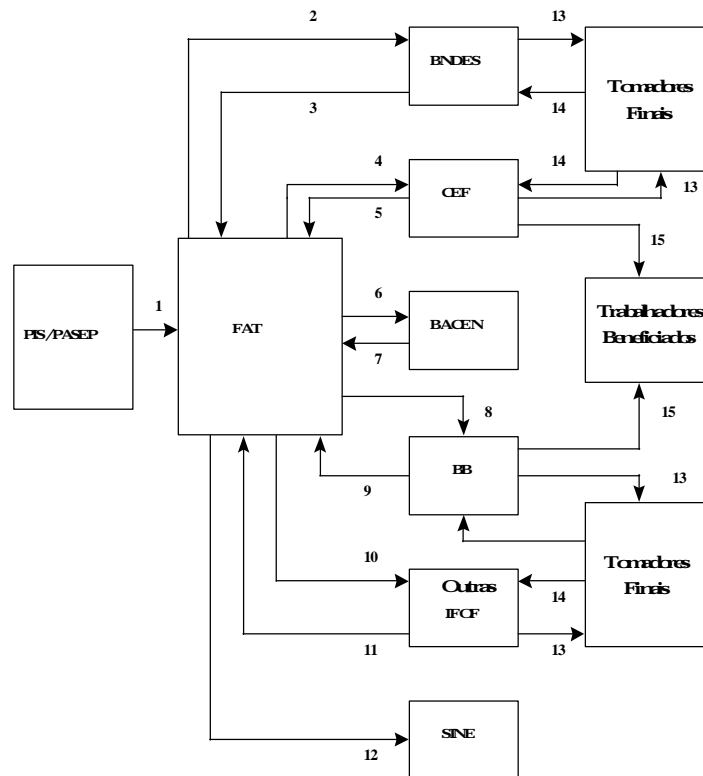 2
13
BNDES
Tomadores
Finais
3
14
4
14
CEF
13
5
15
1
6
PIS/PASEP
FAT
BACEN
Trabalhadores
Beneficiados
7
8
15
BB
9
13
10
Outras
IFCF
14
Tomadores
Finais
11
13
SINE
12